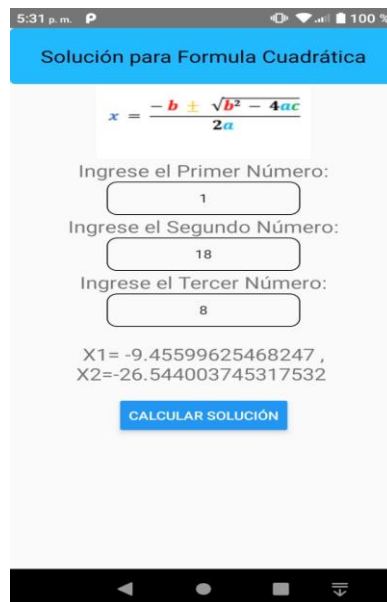 5:31 p. m. P 100 %
Solución para Formula Cuadrática
x = −b ± √b² − 4ac
2a
Ingrese el Primer Número:
1
Ingrese el Segundo Número:
18
Ingrese el Tercer Número:
8
X1= -9.45599625468247 ,
X2=-26.544003745317532
CALCULAR SOLUCIÓN